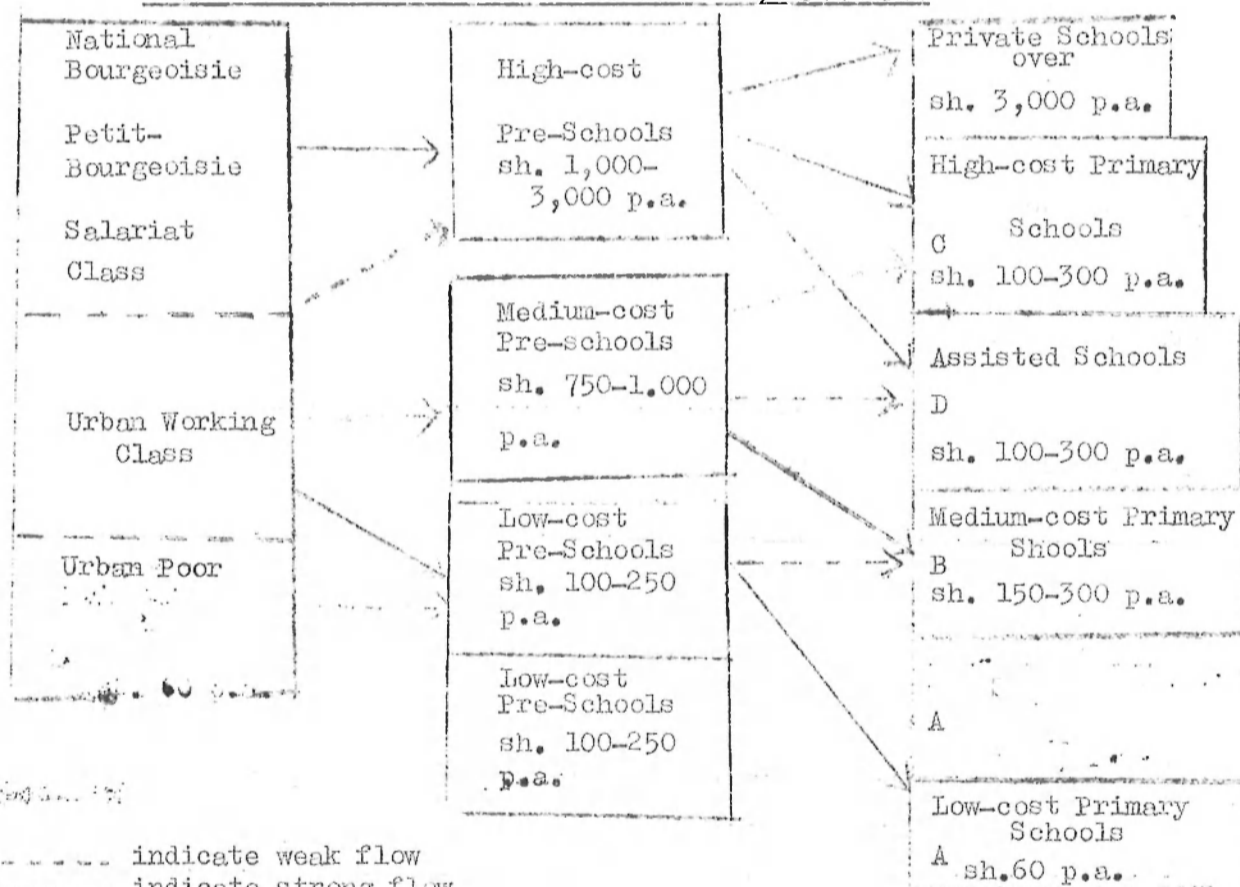 National
Bourgeoisie
Petit-
Bourgeoisie
Salariat
Class
Urban Working
Class
Urban Poor
High-cost
Pre-Schools
sh. 1,000-
3,000 p.a.
Medium-cost
Pre-schools
sh. 750-1.000
p.a.
Low-cost
Pre-Schools
sh. 100-250
p.a.
Low-cost
Pre-Schools
sh. 100-250
p.a.
Private Schools
over
sh. 3,000 p.a.
High-cost Primary
Schools
C
sh. 100-300 p.a.
Assisted Schools
D
sh. 100-300 p.a.
Medium-cost Primary
Shools
B
sh. 150-300 p.a.
A
Low-cost Primary
Schools
A sh.60 p.a.
indicate weak flow
indicate strong flow